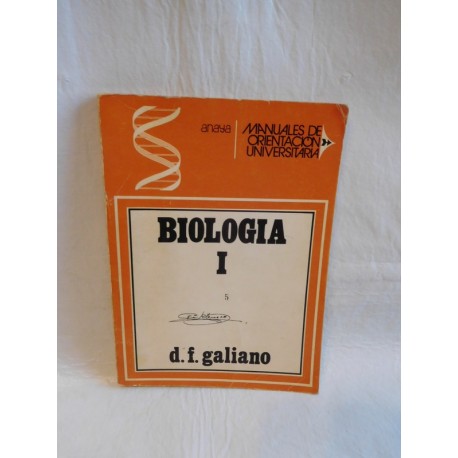 anaya
MANUALES DE
ORIENTACION
UNIVERSITARIA
BIOLOGIA
I
5
d. f. galiano